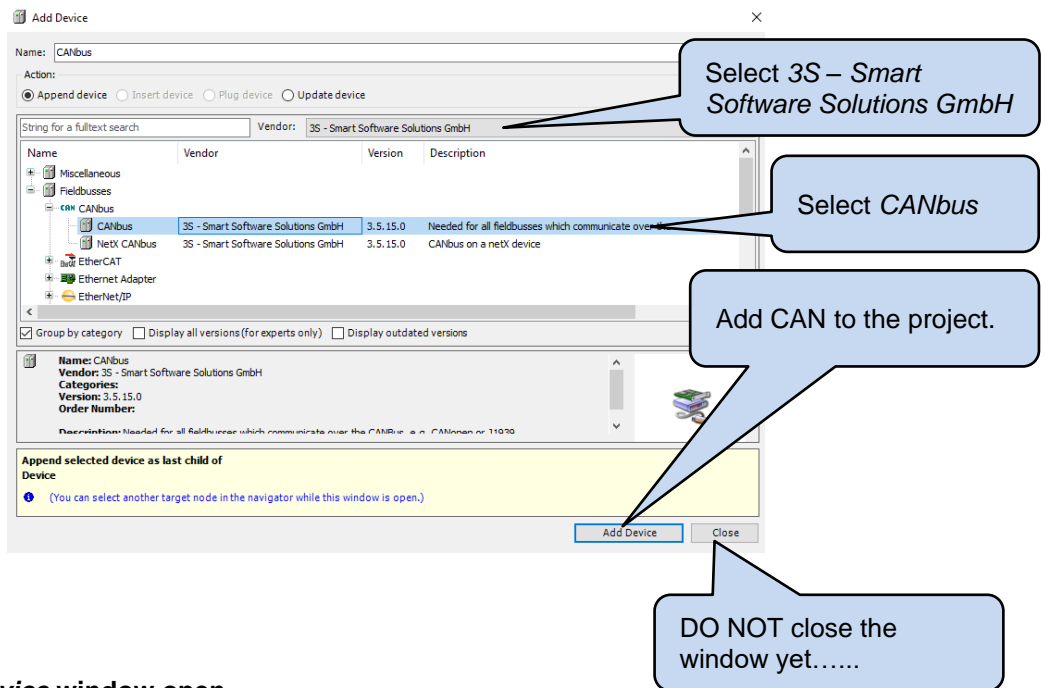 Add Device
Name: CANbus
Action:
Append device Insert device Plug device Update device
Select 3S – Smart
Software Solutions GmbH
String for a fulltext search Vendor: 3S - Smart Software Solutions GmbH
Name Vendor Version Description
Miscellaneous
Fieldbusses
CAN CANbus
CANbus 3S - Smart Software Solutions GmbH 3.5.15.0 Needed for all fieldbusses which communicate over
Select CANbus
NetX CANbus 3S - Smart Software Solutions GmbH 3.5.15.0 CANbus on a netX device
EtherCAT
Ethernet Adapter
EtherNet/IP
Add CAN to the project.
Group by category Display all versions (for experts only) Display outdated versions
Name: CANbus
Vendor: 3S - Smart Software Solutions GmbH
Categories:
Version: 3.5.15.0
Order Number:
Description: Needed for all fieldbusses which communicate over the CANBus, e.g. CANopen or J1939
Append selected device as last child of
Device
(You can select another target node in the navigator while this window is open.)
Add Device Close
DO NOT close the
window yet…...
window open